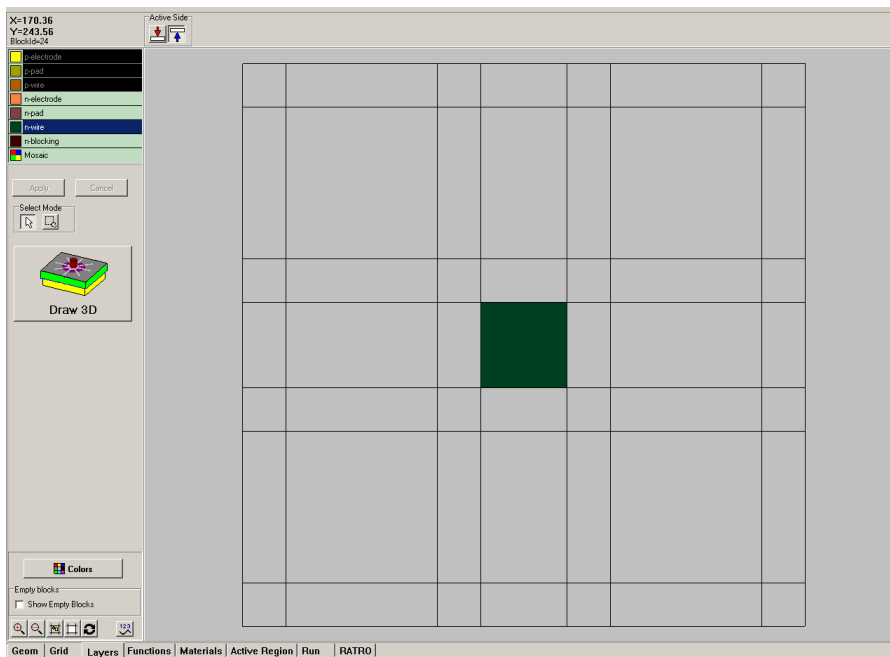 X=170.36
Y=243.56
BlockId=24
Active Side
p-electrode
p-pad
p-wire
n-electrode
n-pad
n-wire
n-blocking
Mosaic
Apply
Cancel
Select Mode
Draw 3D
Colors
Empty blocks
Show Empty Blocks
123
Geom
Grid
Layers
Functions
Materials
Active Region
Run
RATRO